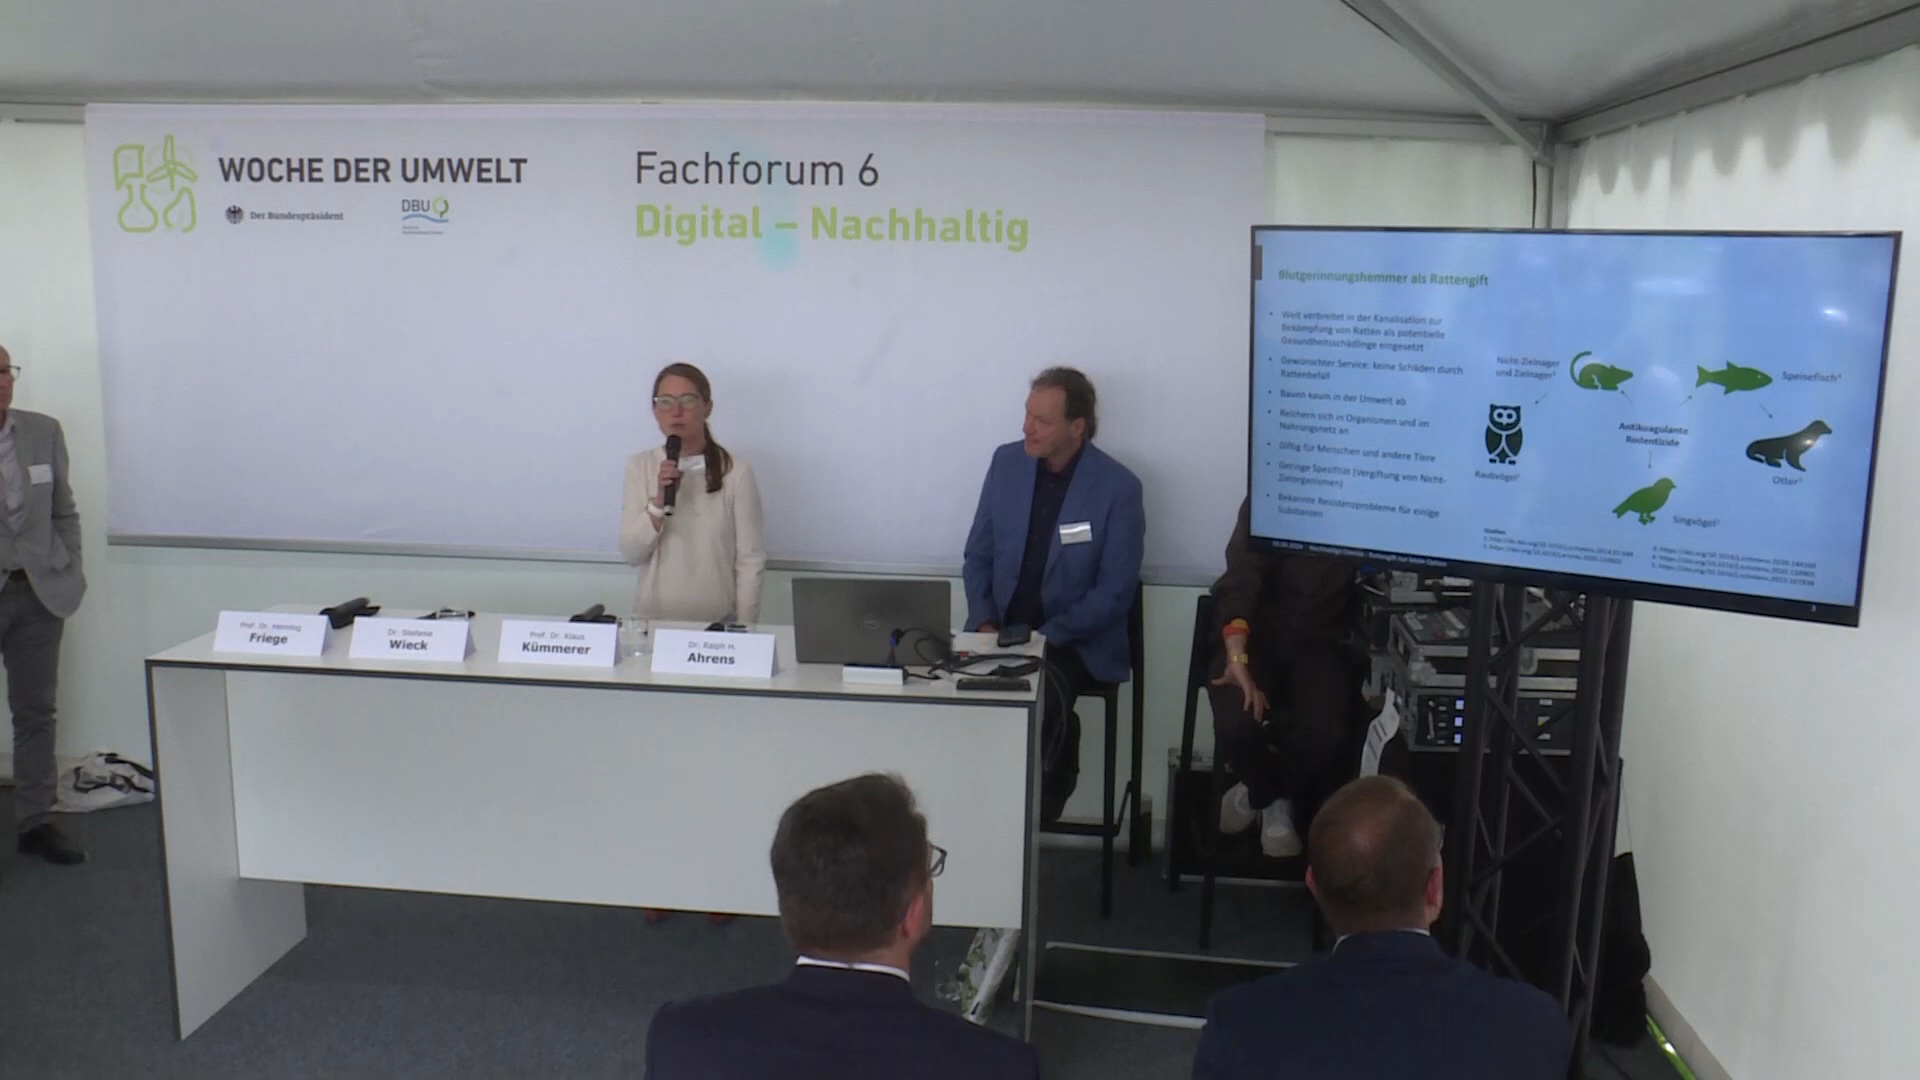 WOCHE DER UMWELT
Der Bundespräsident
DBU
Fachforum 6
Digital – Nachhaltig
Blutgerinnungshemmer als Rattengift
• Weit verbreitet in der Kanalisation zur
Bekämpfung von Ratten als potentielle
Gesundheitsschädlinge eingesetzt
• Gewünschter Service: keine Schäden durch
Rattenbefall
• Bauen kaum in der Umwelt ab
• Reichern sich in Organismen und im
Nahrungsnetz an
• Giftig für Menschen und andere Tiere
• Geringe Spezifität (Vergiftung von Nicht-
Zielorganismen)
• Bekannte Resistenzprobleme für einige
Substanzen
Nicht-Zielnager
und Zielnager
Speisefisch
Antikoagulante
Rodentizide
Raubvögel
Otter
Singvögel
Quellen
Prof. Dr. Henning
Friege
Dr. Stefanie
Wieck
Prof. Dr. Klaus
Kümmerer
Dr. Ralph H.
Ahrens
DELL